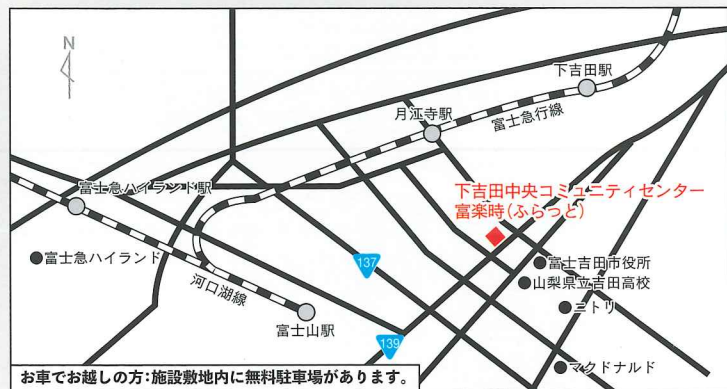 N
下吉田駅
月江寺駅
富士急行線
富士急ハイランド駅
下吉田中央コミュニティセンター
富楽時(ふらっと)
富士急ハイランド
137
富士吉田市役所
山梨県立吉田高校
河口湖線
ニトリ
富士山駅
139
マクドナルド
お車でお越しの方:施設敷地内に無料駐車場があります。